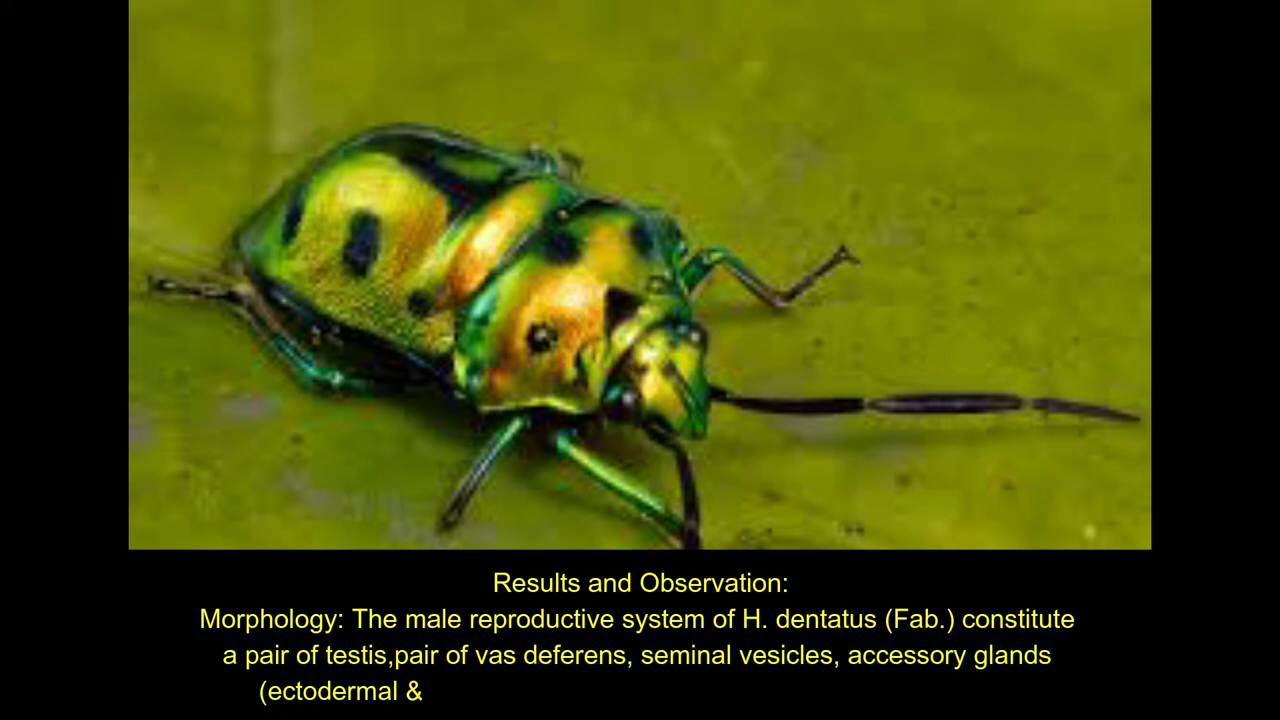 Results and Observation:
Morphology: The male reproductive system of H. dentatus (Fab.) constitute
a pair of testis,pair of vas deferens, seminal vesicles, accessory glands
(ectodermal &